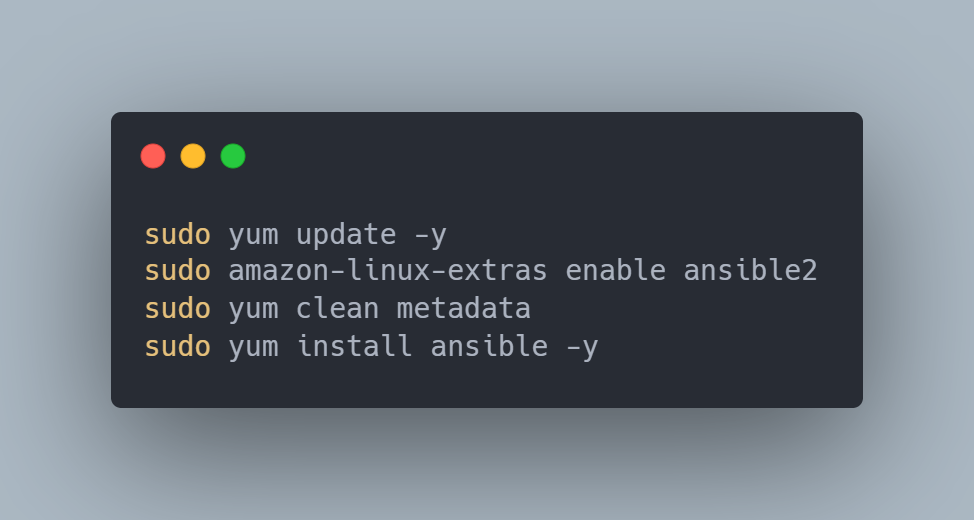 sudo yum update -y
sudo amazon-linux-extras enable ansible2
sudo yum clean metadata
sudo yum install ansible -y